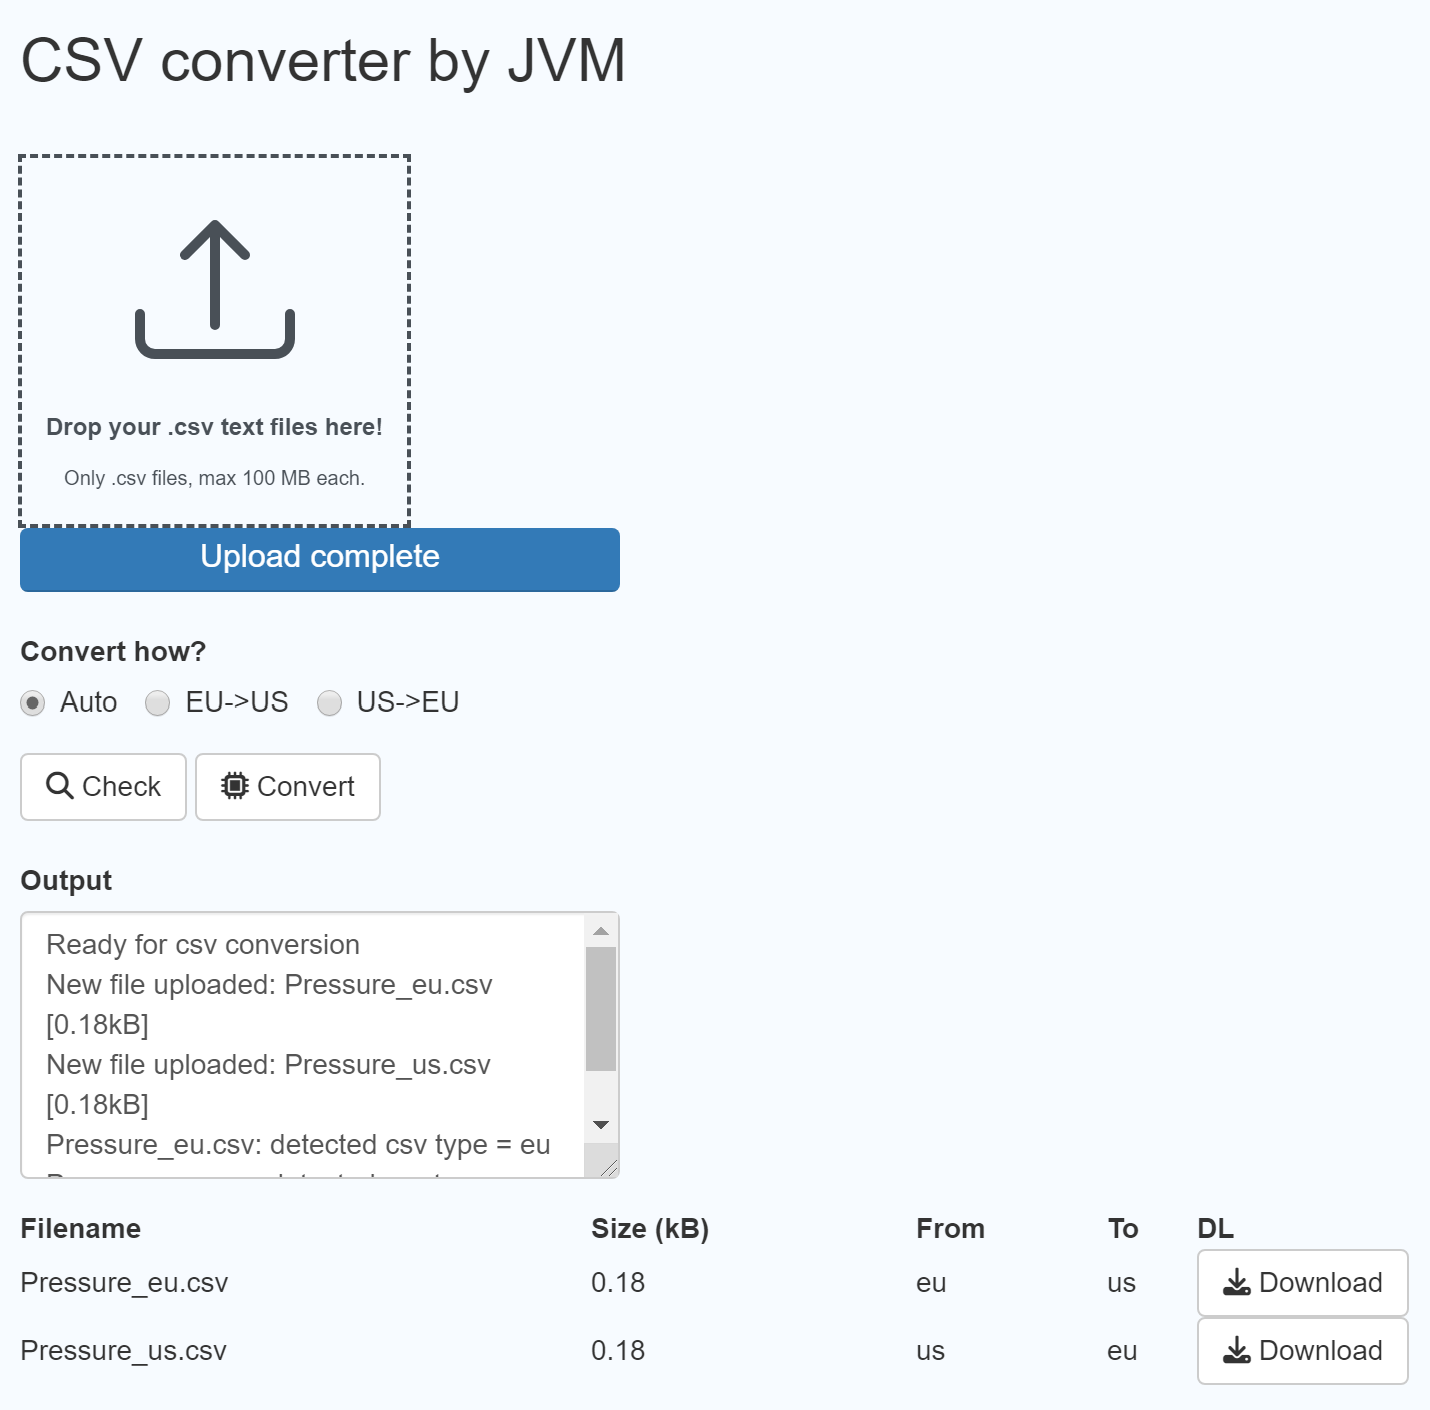 CSV converter by JVM
Drop your .csv text files here!
Only .csv files, max 100 MB each.
Upload complete
Convert how?
Auto EU->US US->EU
Check Convert
Output
Ready for csv conversion
New file uploaded: Pressure_eu.csv
[0.18kB]
New file uploaded: Pressure_us.csv
[0.18kB]
Pressure_eu.csv: detected csv type = eu
Filename Size (kB) From To DL
Pressure_eu.csv 0.18 eu us Download
Pressure_us.csv 0.18 us eu Download